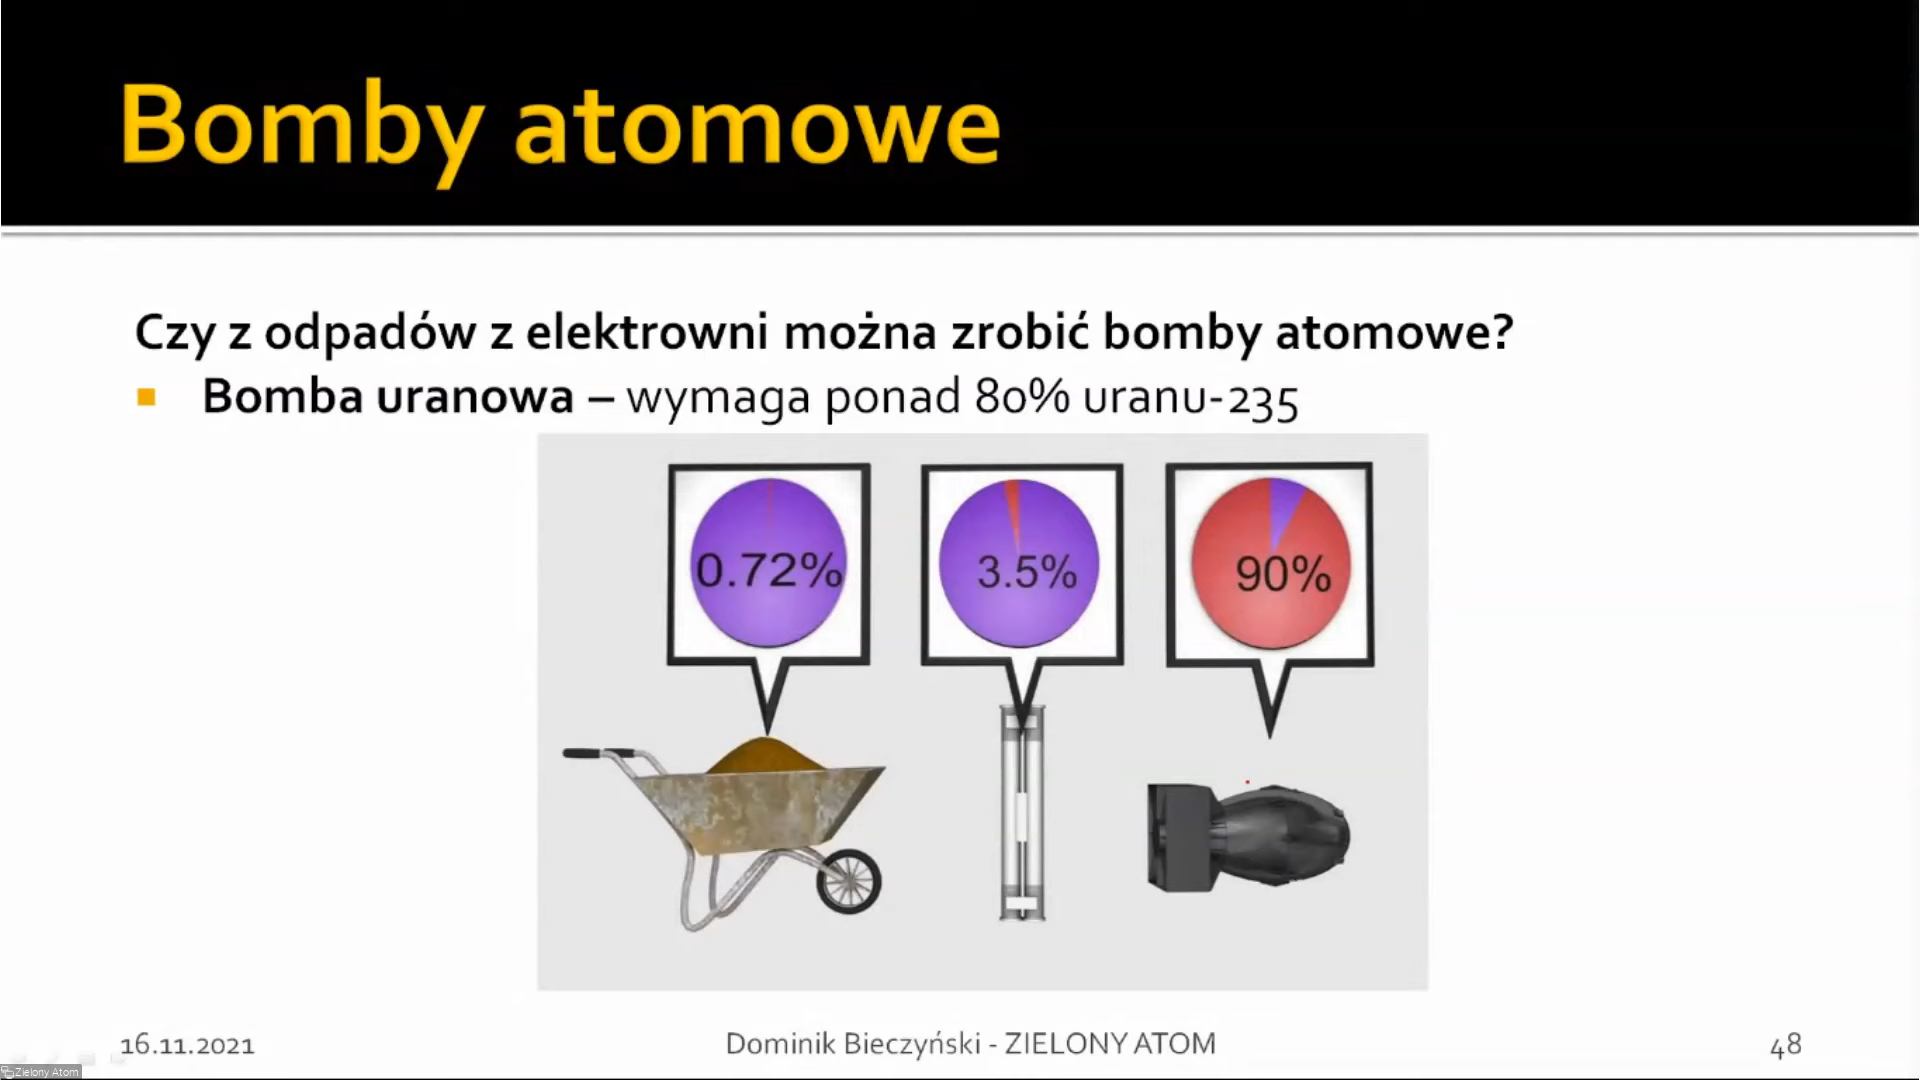 Bomby atomowe
Czy z odpadów z elektrowni można zrobić bomby atomowe?
Bomba uranowa – wymaga ponad 80% uranu-235
0.72%
3.5%
90%
16.11.2021
Dominik Bieczyński - ZIELONY ATOM
48
Zielony Atom